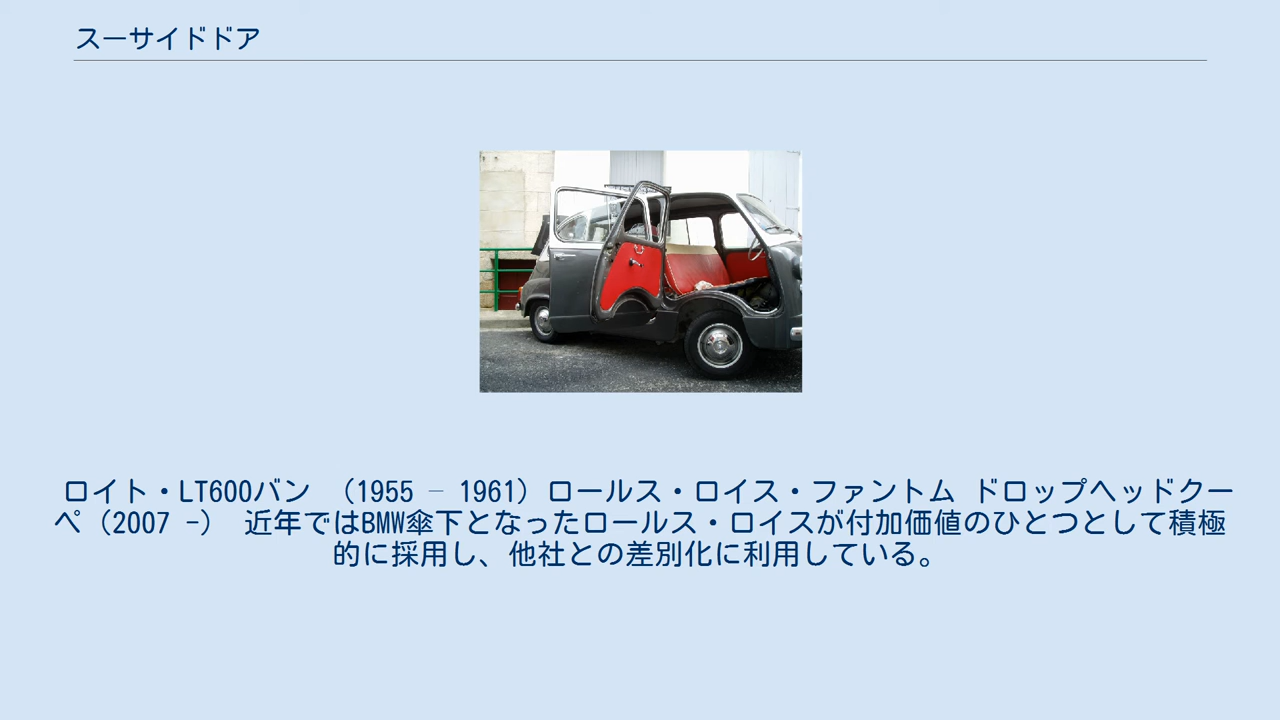 スーサイドドア
ロイト・LT600バン （1955 – 1961）ロールス・ロイス・ファントム ドロップヘッドクー
ペ（2007 -） 近年ではBMW傘下となったロールス・ロイスが付加価値のひとつとして積極
的に採用し、他社との差別化に利用している。